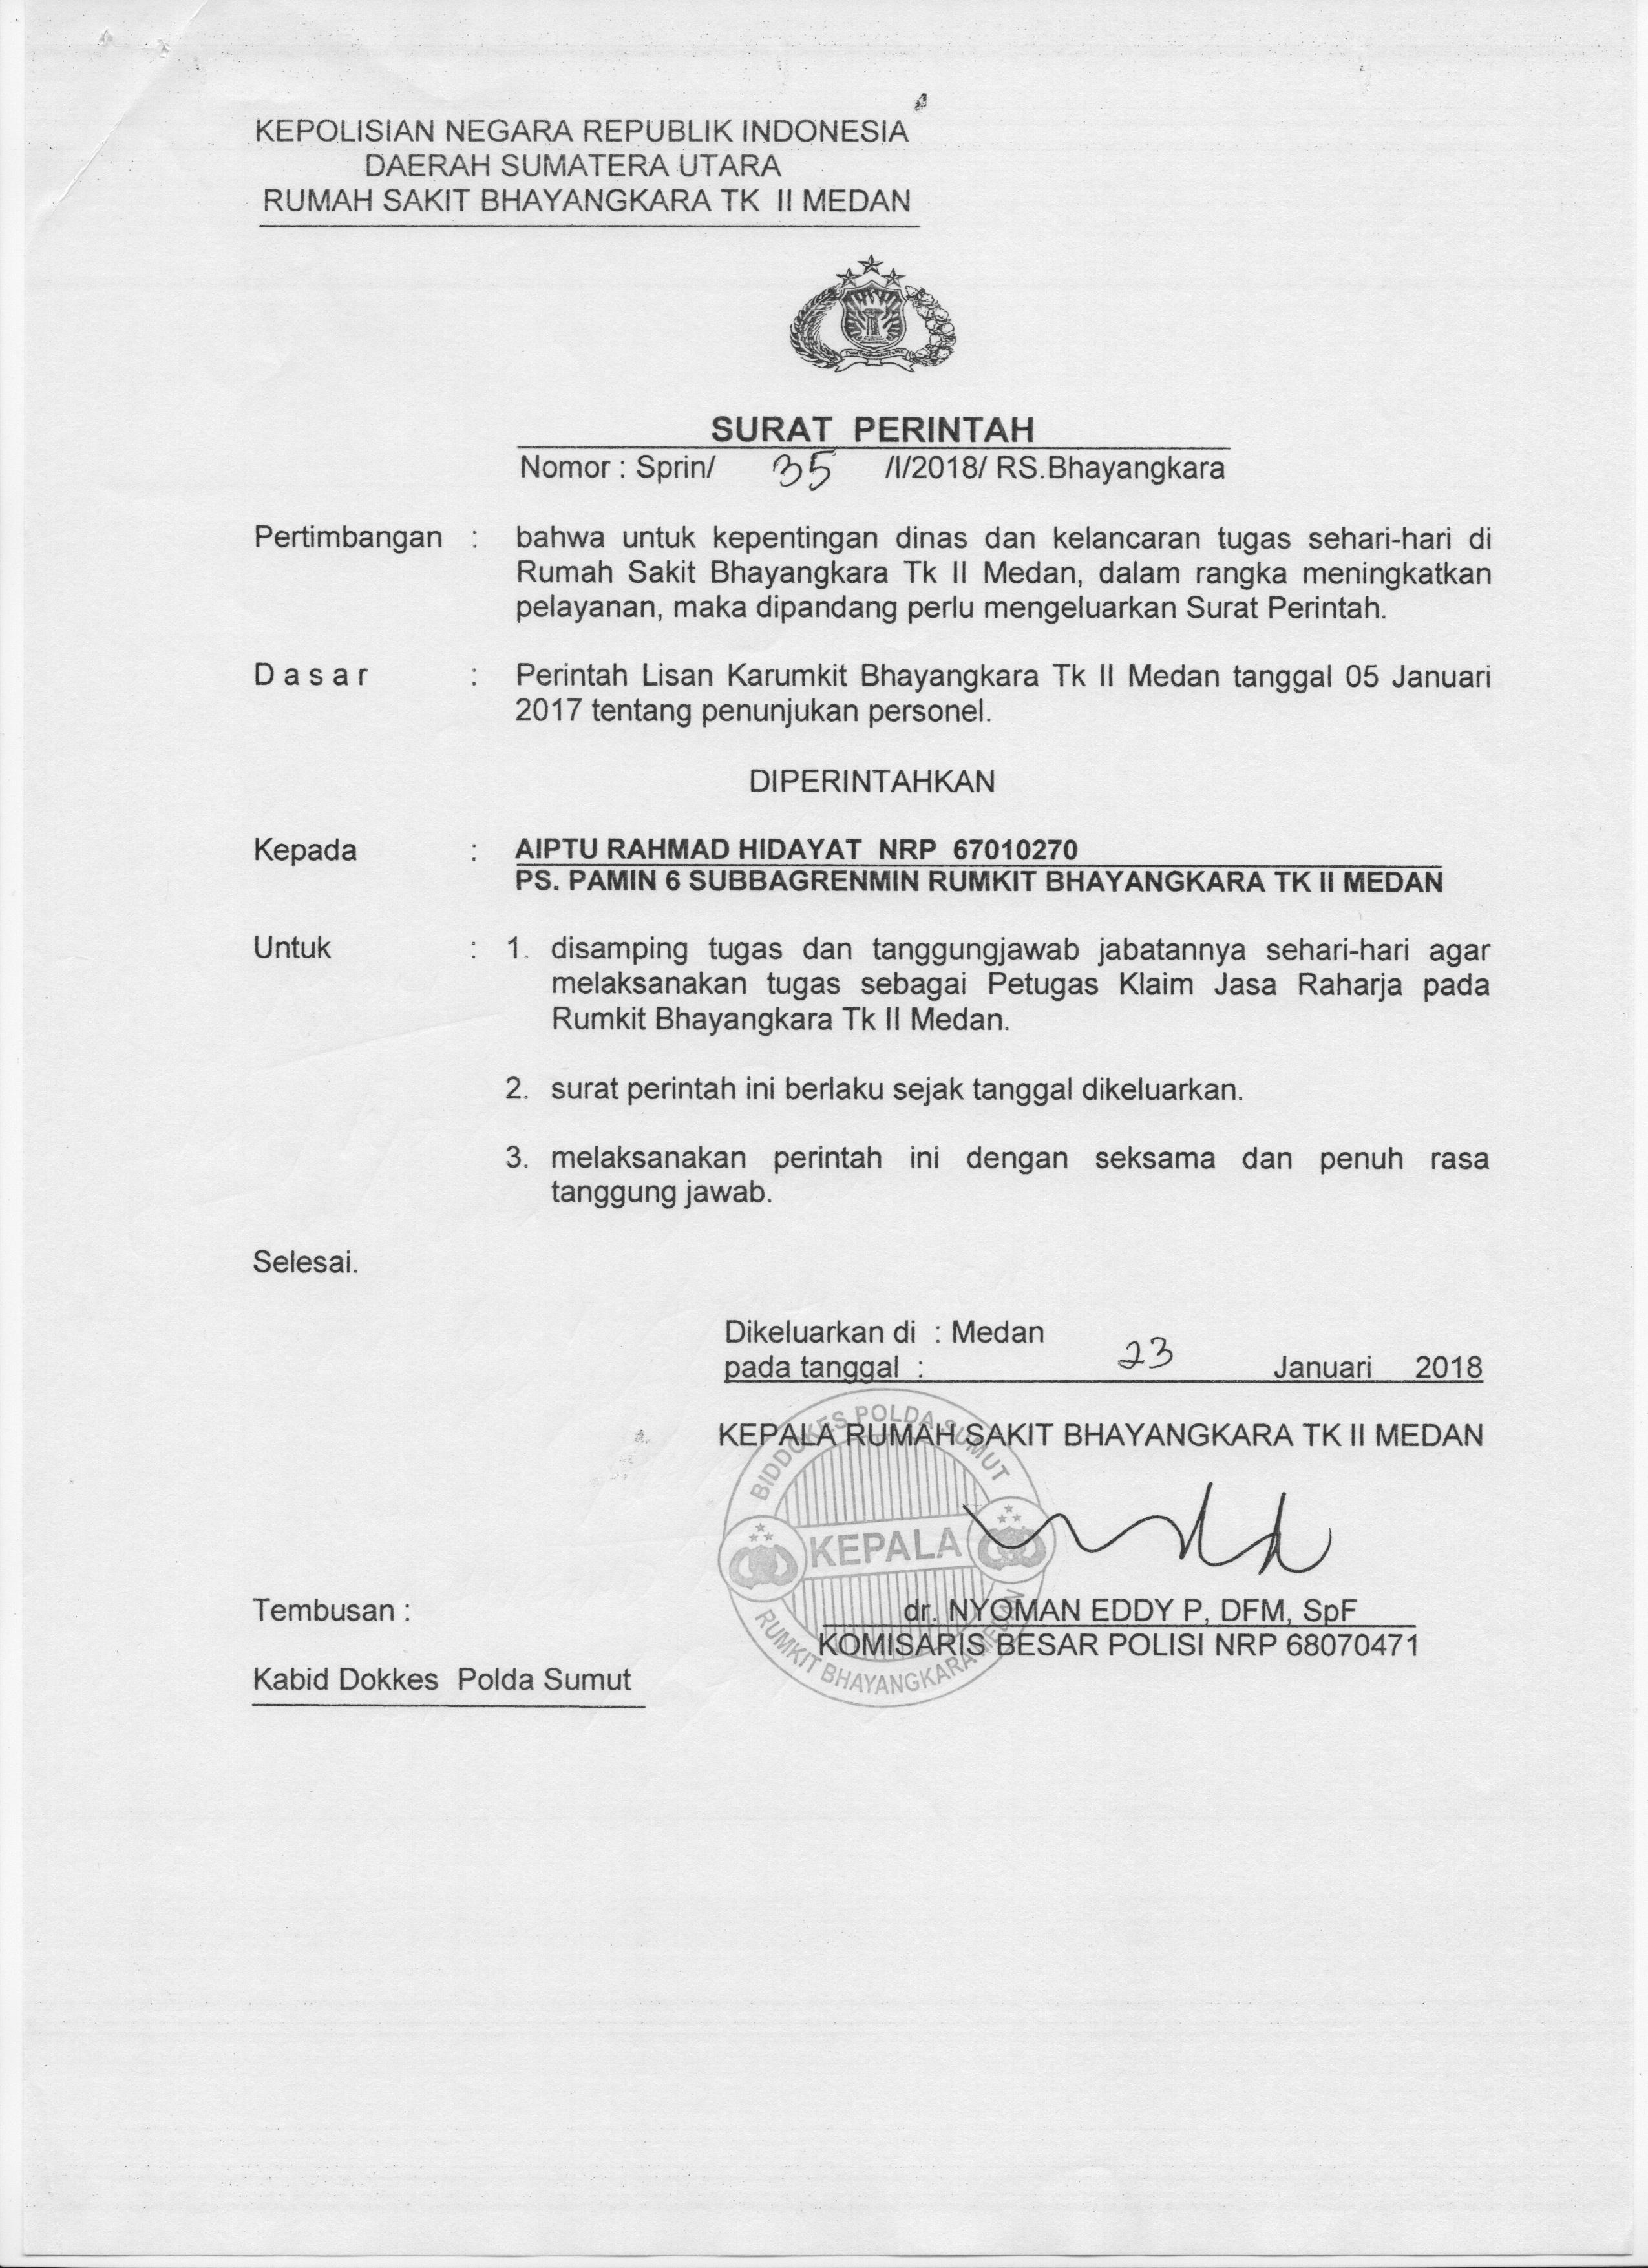 KEPOLISIAN NEGARA REPUBLIK INDONESIA
DAERAH SUMATERA UTARA
RUMAH SAKIT BHAYANGKARA TK II MEDAN
SURAT PERINTAH
Nomor : Sprin/ 35 /I/2018/ RS.Bhayangkara
Pertimbangan : bahwa untuk kepentingan dinas dan kelancaran tugas sehari-hari di
Rumah Sakit Bhayangkara Tk II Medan, dalam rangka meningkatkan
pelayanan, maka dipandang perlu mengeluarkan Surat Perintah.
D a s a r : Perintah Lisan Karumkit Bhayangkara Tk II Medan tanggal 05 Januari
2017 tentang penunjukan personel.
DIPERINTAHKAN
Kepada : AIPTU RAHMAD HIDAYAT NRP 67010270
PS. PAMIN 6 SUBBAGRENMIN RUMKIT BHAYANGKARA TK II MEDAN
Untuk : 1. disamping tugas dan tanggungjawab jabatannya sehari-hari agar
melaksanakan tugas sebagai Petugas Klaim Jasa Raharja pada
Rumkit Bhayangkara Tk II Medan.
2. surat perintah ini berlaku sejak tanggal dikeluarkan.
3. melaksanakan perintah ini dengan seksama dan penuh rasa
tanggung jawab.
Selesai.
Dikeluarkan di : Medan
pada tanggal : 23 Januari 2018
KEPALA RUMAH SAKIT BHAYANGKARA TK II MEDAN
BIDDOKES POLDA SUMUT
KEPALA
RUMKIT BHAYANGKARA MEDAN
dr. NYOMAN EDDY P, DFM, SpF
KOMISARIS BESAR POLISI NRP 68070471
Tembusan :
Kabid Dokkes Polda Sumut